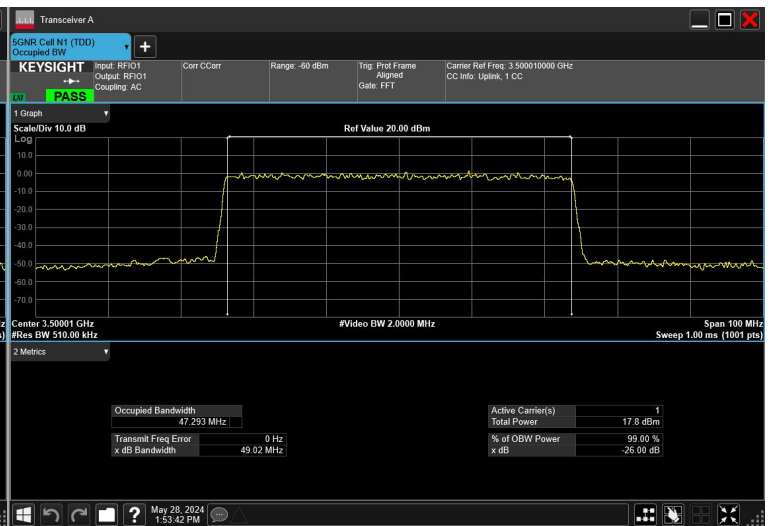 Transceiver A
5GNR Cell N1 (TDD)
Occupied BW
KEYSIGHT
Input: RFIO1
Output: RFIO1
Coupling: AC
Corr CCorr
Range: -60 dBm
Trig: Prot Frame
Aligned
Gate: FFT
Carrier Ref Freq: 3.500010000 GHz
CC Info: Uplink, 1 CC
LXI
PASS
1 Graph
Scale/Div 10.0 dB
Ref Value 20.00 dBm
Log
10.0
0.00
-10.0
-20.0
-30.0
-40.0
-50.0
-60.0
-70.0
Center 3.50001 GHz
#Video BW 2.0000 MHz
Span 100 MHz
#Res BW 510.00 kHz
Sweep 1.00 ms (1001 pts)
2 Metrics
Occupied Bandwidth
47.293 MHz
Transmit Freq Error 0 Hz
x dB Bandwidth 49.02 MHz
Active Carrier(s) 1
Total Power 17.8 dBm
% of OBW Power 99.00 %
x dB -26.00 dB
May 28, 2024
1:53:42 PM